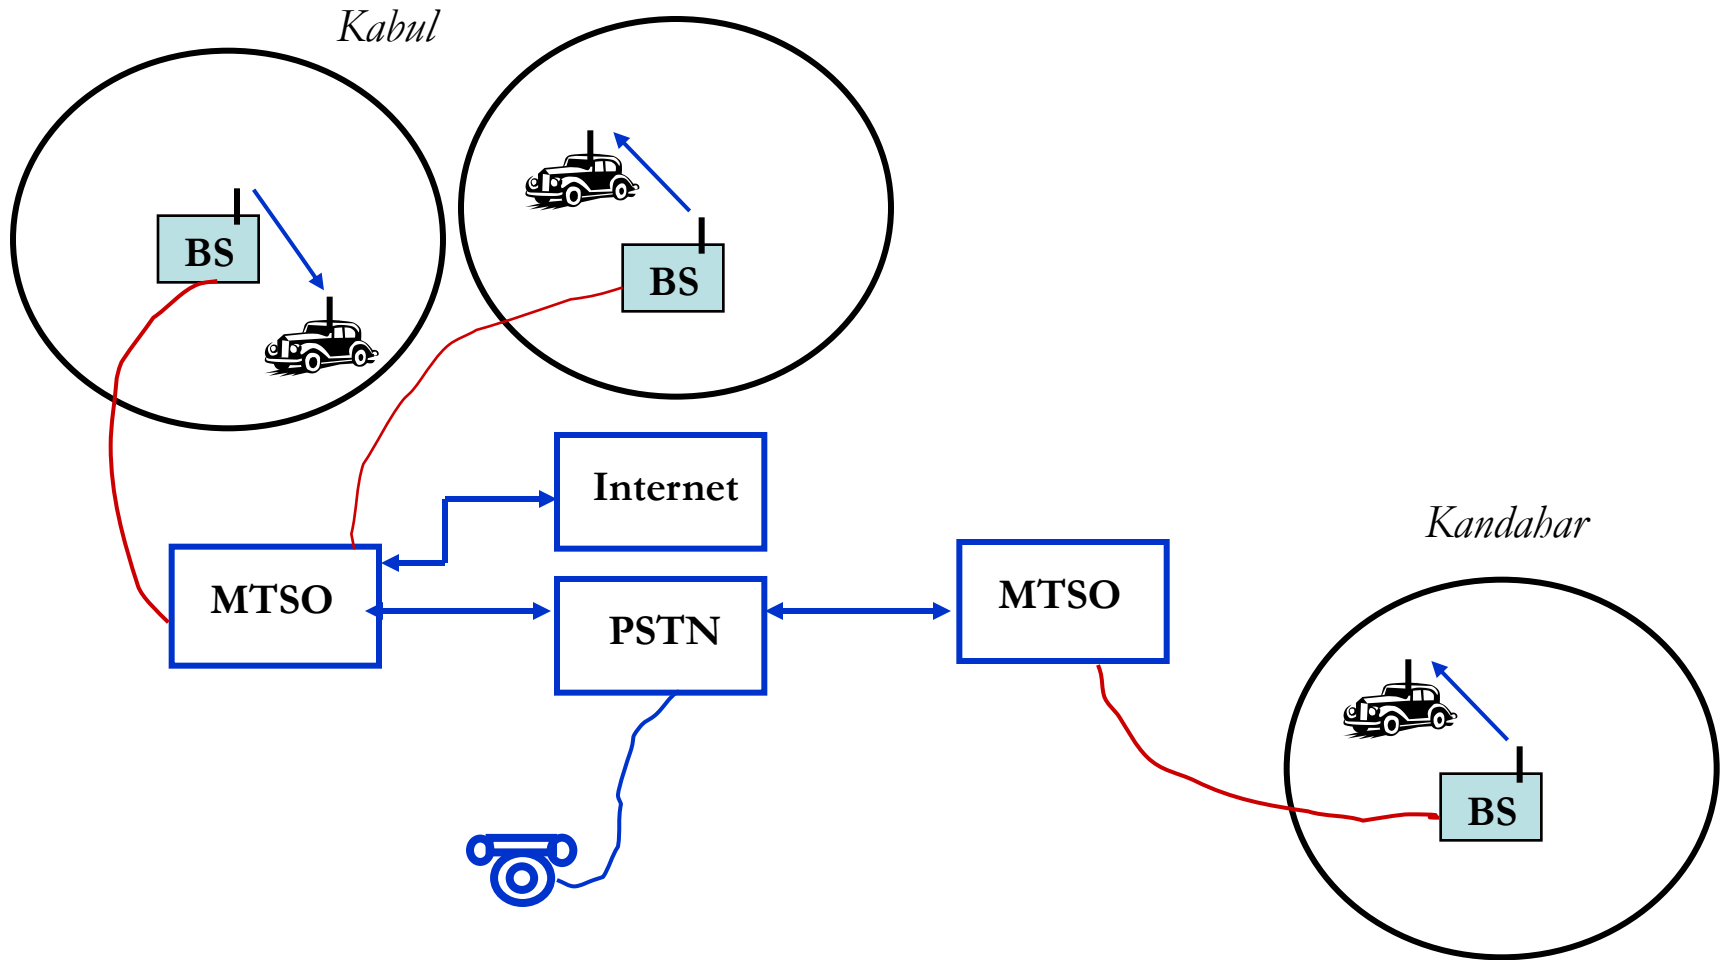 Kabul
BS
BS
Internet
MTSO
PSTN
MTSO
Kandahar
BS